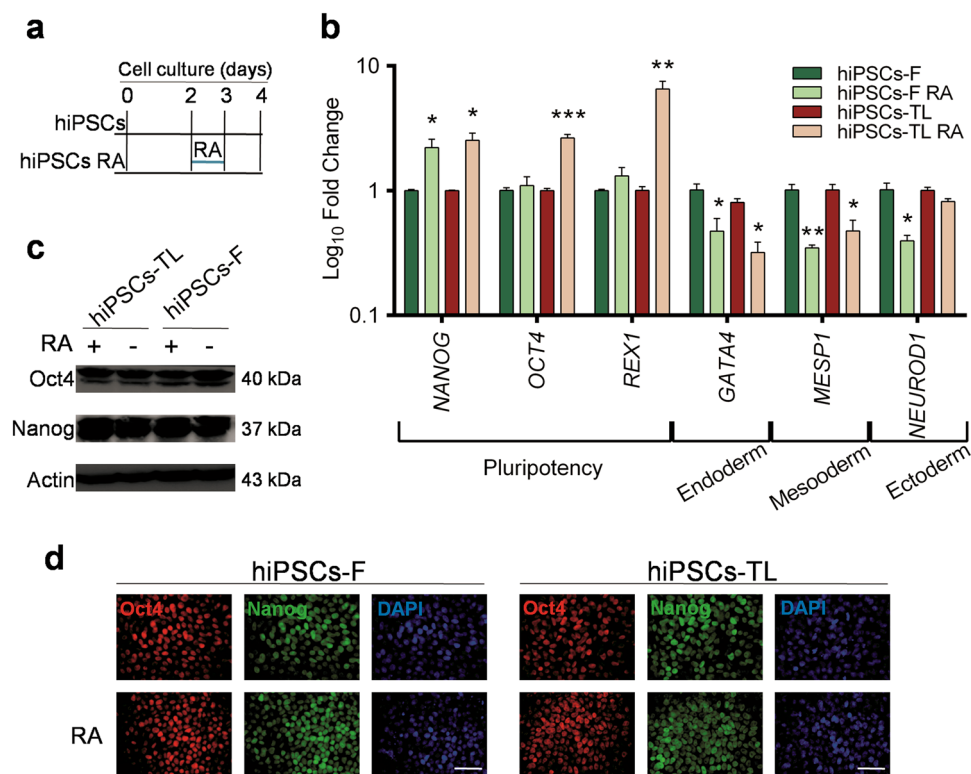 a
Cell culture (days)
0 2 3 4
hiPSCs
hiPSCs RA
RA
b
Log10 Fold Change
10
1
0.1
* * *** ** * * ** * *
hiPSCs-F
hiPSCs-F RA
hiPSCs-TL
hiPSCs-TL RA
NANOG
OCT4
REX1
GATA4
MESP1
NEUROD1
Pluripotency
Endoderm
Mesooderm
Ectoderm
c
hiPSCs-TL
hiPSCs-F
RA + - + -
Oct4 40 kDa
Nanog 37 kDa
Actin 43 kDa
d
hiPSCs-F hiPSCs-TL
Oct4 Nanog DAPI Oct4 Nanog DAPI
RA